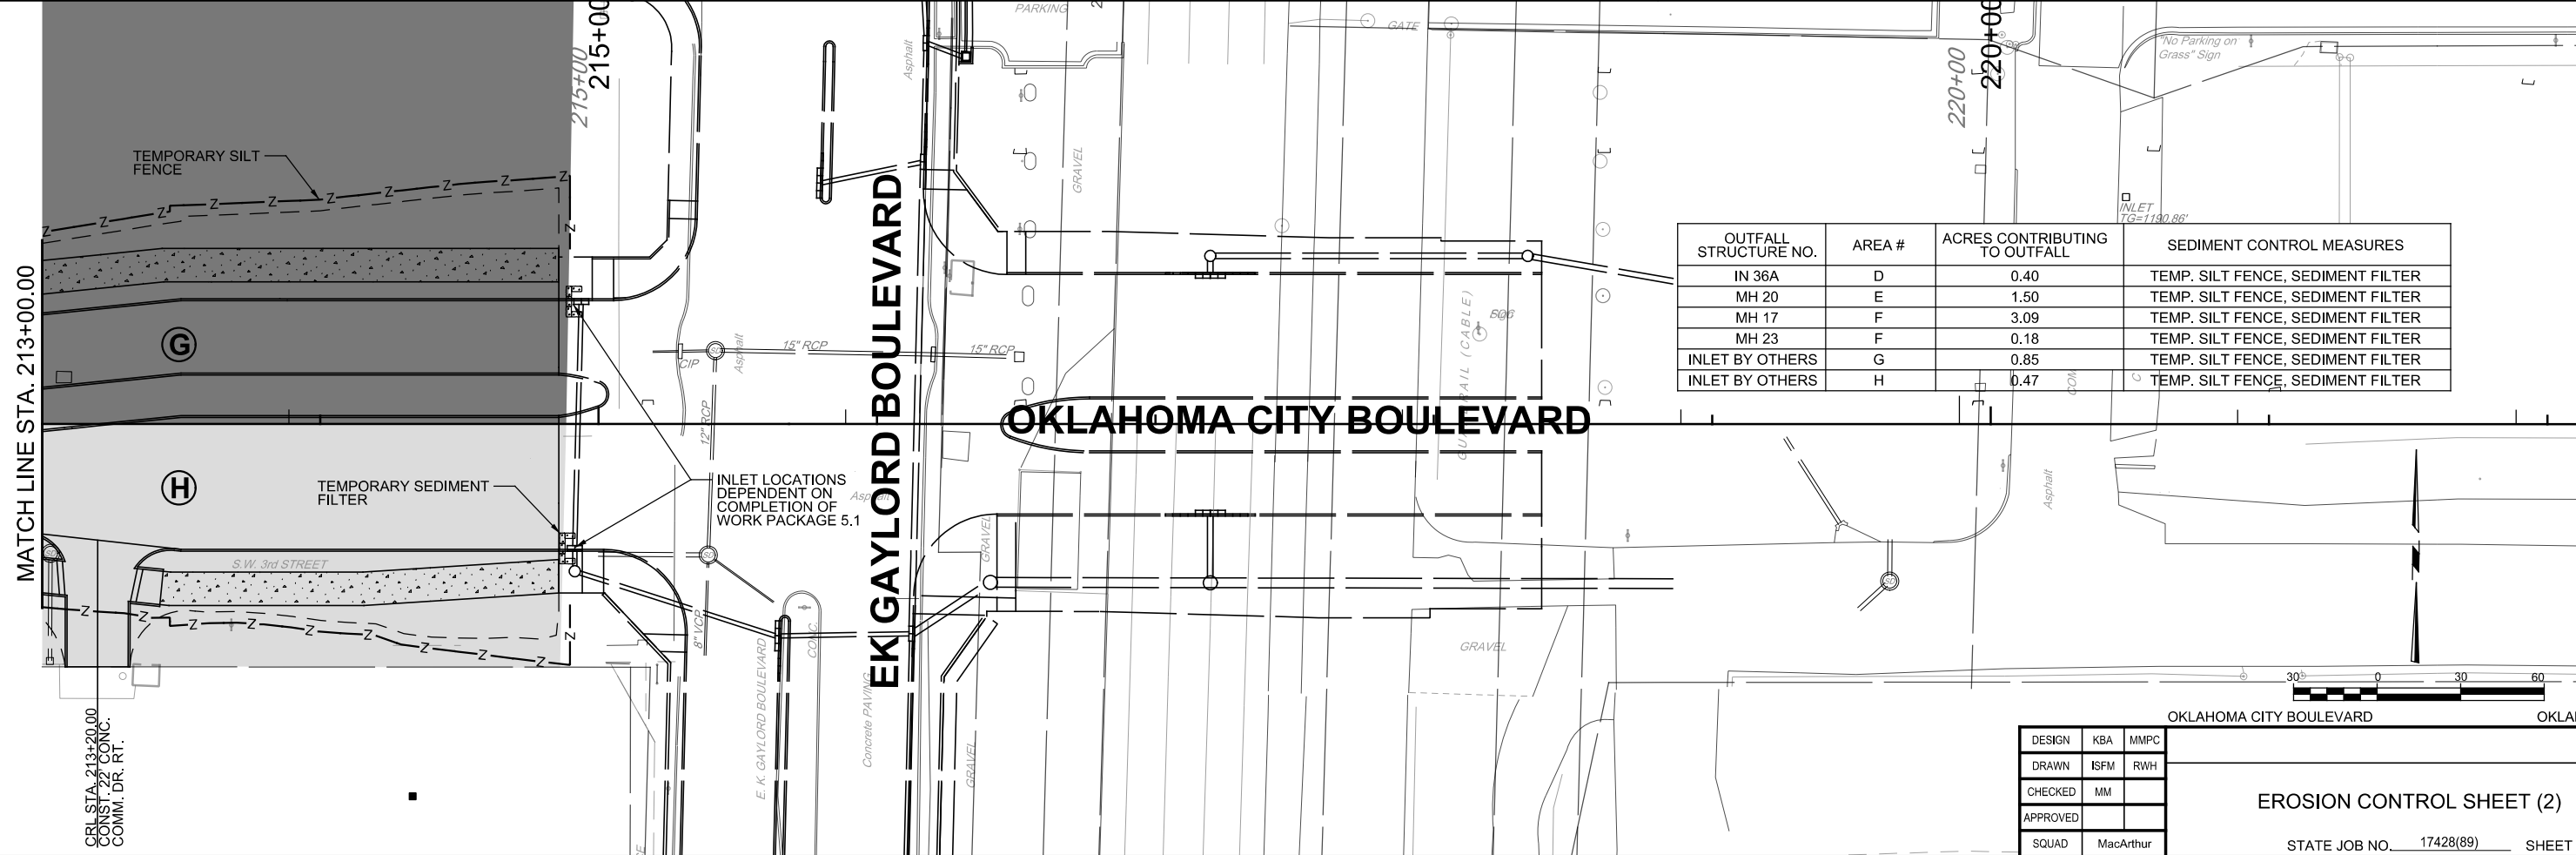 PARKING
GATE
215+00
215+00
220+00
220+00
"No Parking on
Grass" Sign
Asphalt
GRAVEL
TEMPORARY SILT
FENCE
INLET
TG=1190.86'
OUTFALL STRUCTURE NO. AREA # ACRES CONTRIBUTING TO OUTFALL SEDIMENT CONTROL MEASURES
IN 36A D 0.40 TEMP. SILT FENCE, SEDIMENT FILTER
MH 20 E 1.50 TEMP. SILT FENCE, SEDIMENT FILTER
MH 17 F 3.09 TEMP. SILT FENCE, SEDIMENT FILTER
MH 23 F 0.18 TEMP. SILT FENCE, SEDIMENT FILTER
INLET BY OTHERS G 0.85 TEMP. SILT FENCE, SEDIMENT FILTER
INLET BY OTHERS H 0.47 TEMP. SILT FENCE, SEDIMENT FILTER
MATCH LINE STA. 213+00.00
G
CIP
Asphalt
15" RCP
15" RCP
12" RCP
GUARDRAIL (CABLE)
EK GAYLORD BOULEVARD
OKLAHOMA CITY BOULEVARD
H
TEMPORARY SEDIMENT
FILTER
INLET LOCATIONS
DEPENDENT ON
COMPLETION OF
WORK PACKAGE 5.1
Asphalt
Asphalt
GRAVEL
SD
S.W. 3rd STREET
SD
SD
8" VCP
CONC.
E. K. GAYLORD BOULEVARD
Concrete PAVING
GRAVEL
GRAVEL
CRL STA. 213+20.00
CONST. 22' CONC.
COMM. DR. RT.
30 0 30 60
OKLAHOMA CITY BOULEVARD
DESIGN KBA MMPC
DRAWN ISFM RWH
CHECKED MM
APPROVED
SQUAD MacArthur
EROSION CONTROL SHEET (2)
STATE JOB NO. 17428(89) SHEET